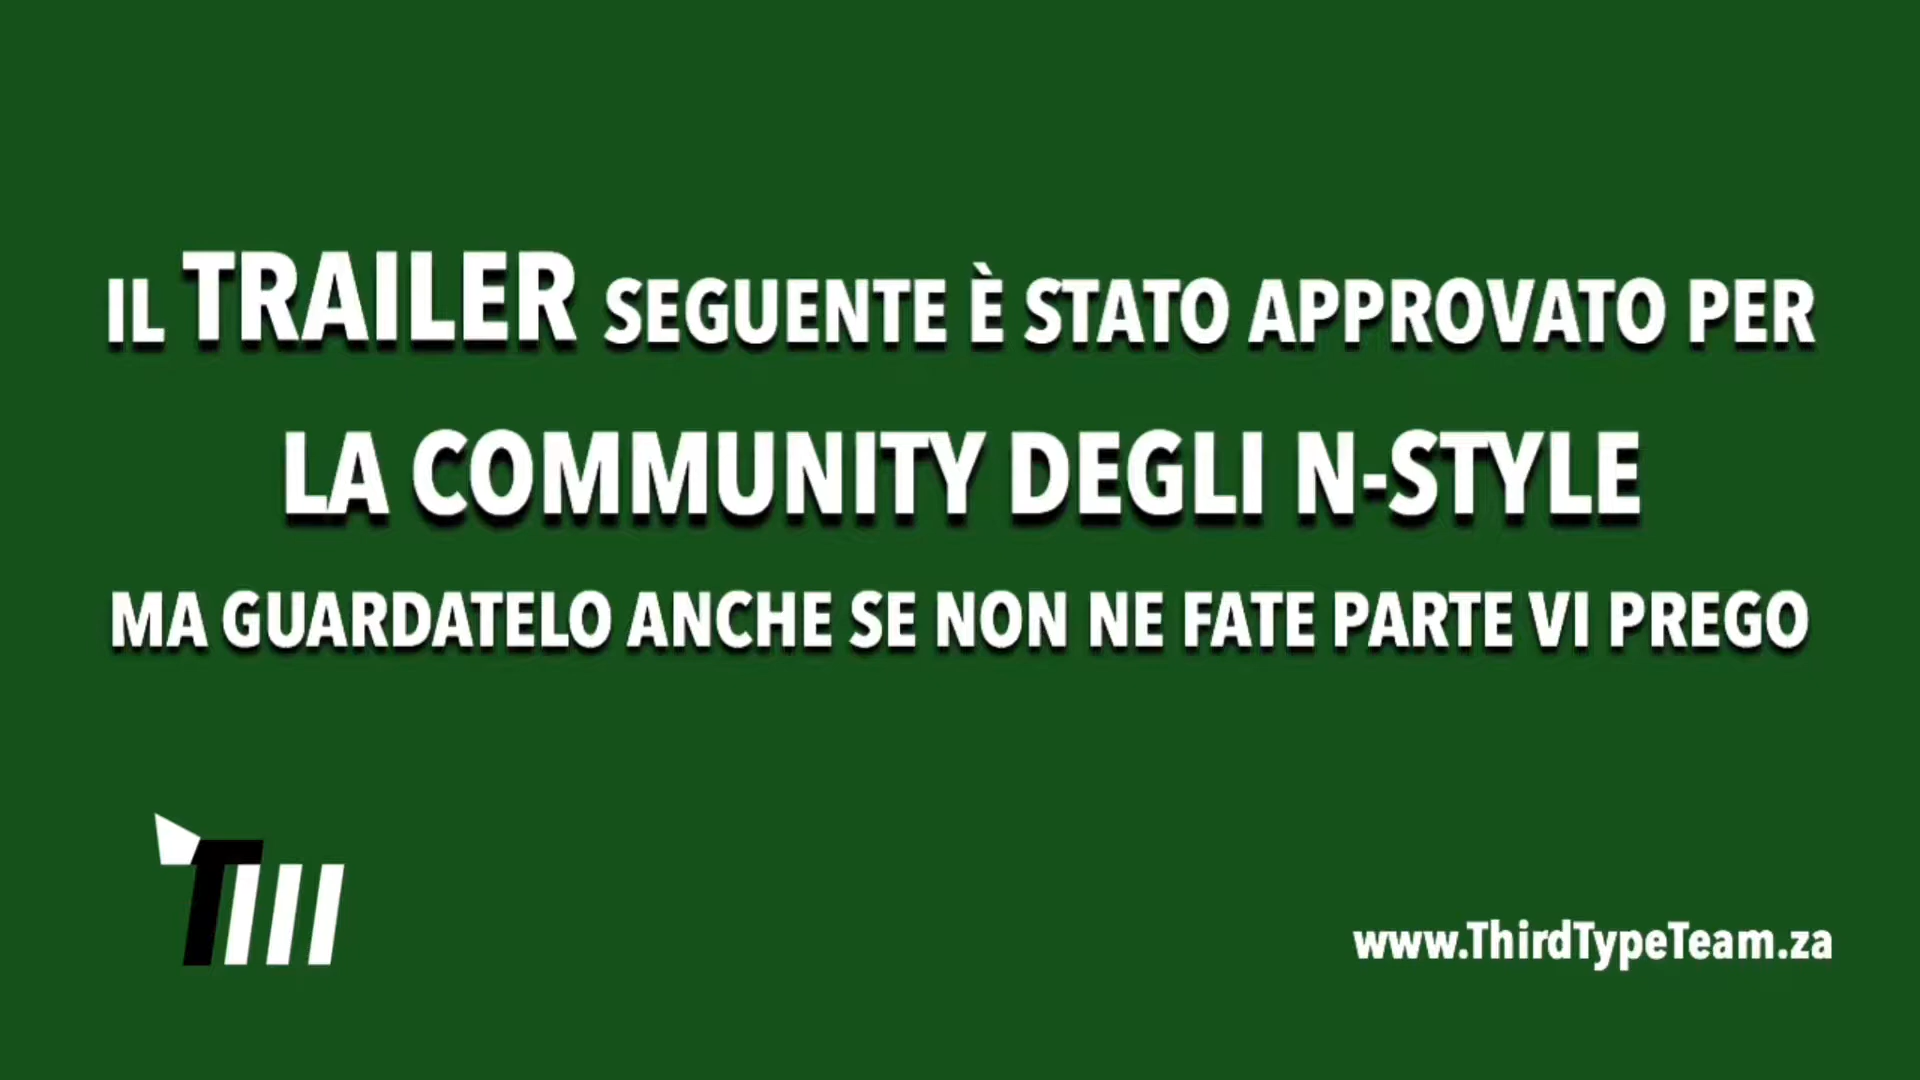 IL TRAILER SEGUENTE È STATO APPROVATO PER
LA COMMUNITY DEGLI N-STYLE
MA GUARDATELO ANCHE SE NON NE FATE PARTE VI PREGO
TIII
www.ThirdTypeTeam.za